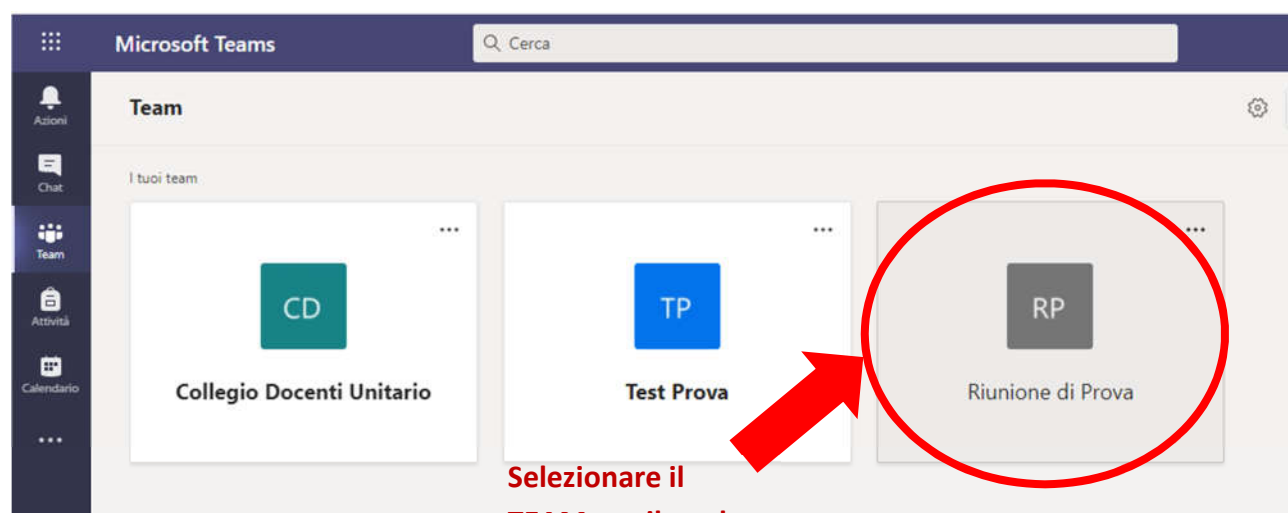 Microsoft Teams
Cerca
Azioni
Team
Chat
I tuoi team
Team
Attività
Calendario
CD
TP
RP
Collegio Docenti Unitario
Test Prova
Riunione di Prova
Selezionare il